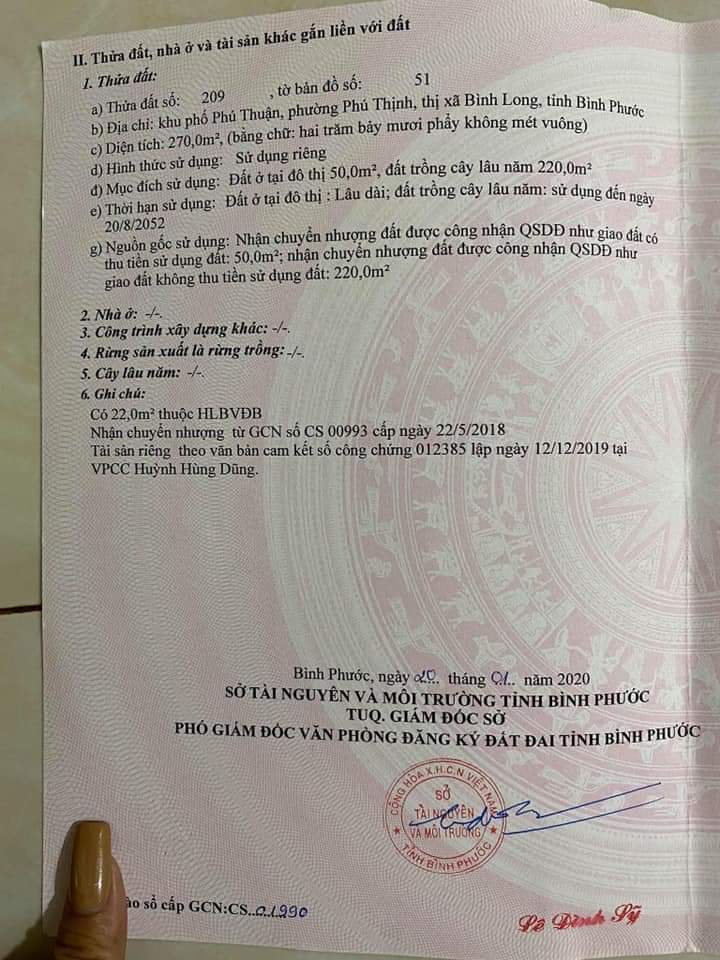 II. Thửa đất, nhà ở và tài sản khác gắn liền với đất
1. Thửa đất:
a) Thửa đất số: 209 , tờ bản đồ số: 51
b) Địa chỉ: khu phố Phú Thuận, phường Phú Thịnh, thị xã Bình Long, tỉnh Bình Phước
c) Diện tích: 270,0m², (bằng chữ: hai trăm bảy mươi phẩy không mét vuông)
d) Hình thức sử dụng: Sử dụng riêng
đ) Mục đích sử dụng: Đất ở tại đô thị 50,0m², đất trồng cây lâu năm 220,0m²
e) Thời hạn sử dụng: Đất ở tại đô thị : Lâu dài; đất trồng cây lâu năm: sử dụng đến ngày
20/8/2052
g) Nguồn gốc sử dụng: Nhận chuyển nhượng đất được công nhận QSDĐ như giao đất có
thu tiền sử dụng đất: 50,0m²; nhận chuyển nhượng đất được công nhận QSDĐ như
giao đất không thu tiền sử dụng đất: 220,0m²
2. Nhà ở: -/-.
3. Công trình xây dựng khác: -/-.
4. Rừng sản xuất là rừng trồng: -/-.
5. Cây lâu năm: -/-.
6. Ghi chú:
Có 22,0m² thuộc HLBVĐB
Nhận chuyển nhượng từ GCN số CS 00993 cấp ngày 22/5/2018
Tài sản riêng theo văn bản cam kết số công chứng 012385 lập ngày 12/12/2019 tại
VPCC Huỳnh Hùng Dũng.
Bình Phước, ngày 20. tháng 01. năm 2020
SỞ TÀI NGUYÊN VÀ MÔI TRƯỜNG TỈNH BÌNH PHƯỚC
TUQ. GIÁM ĐỐC SỞ
PHÓ GIÁM ĐỐC VĂN PHÒNG ĐĂNG KÝ ĐẤT ĐAI TỈNH BÌNH PHƯỚC
CỘNG HÒA X.H.C.N VIỆT NAM
SỞ
TÀI NGUYÊN
VÀ MÔI TRƯỜNG
TỈNH BÌNH PHƯỚC
ào sổ cấp GCN:CS..01990
Lê Đình Sỹ